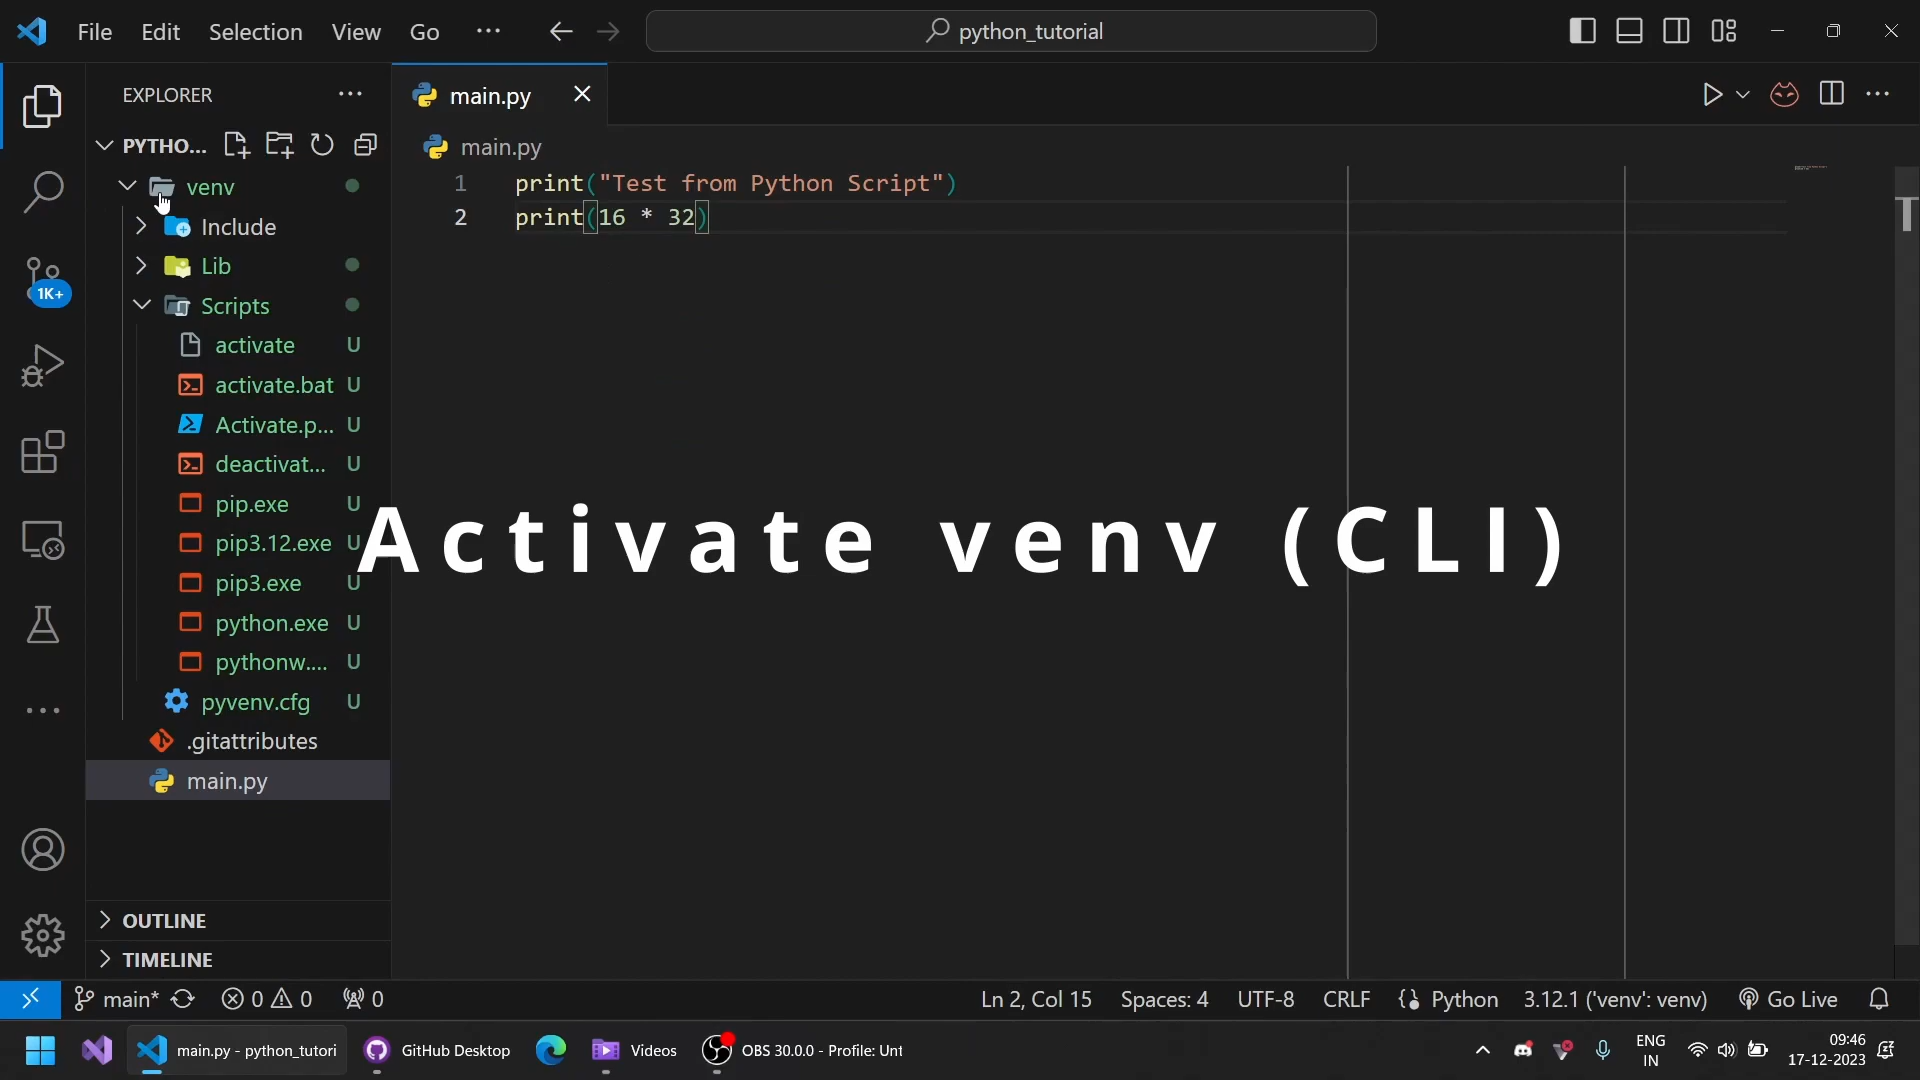 File Edit Selection View Go ··· python_tutorial
EXPLORER ···
PYTHO...
venv
Include
Lib
Scripts
activate U
activate.bat U
Activate.p... U
deactivat... U
pip.exe U
pip3.12.exe U
pip3.exe U
python.exe U
pythonw.... U
pyvenv.cfg U
.gitattributes
main.py
OUTLINE
TIMELINE
1K+
main.py
main.py
1 print("Test from Python Script")
2 print(16 * 32)
Activate venv (CLI)
main* 0 0 0 Ln 2, Col 15 Spaces: 4 UTF-8 CRLF Python 3.12.1 ('venv': venv) Go Live
main.py - python_tutori GitHub Desktop Videos OBS 30.0.0 - Profile: Unt
ENG
IN
09:46
17-12-2023